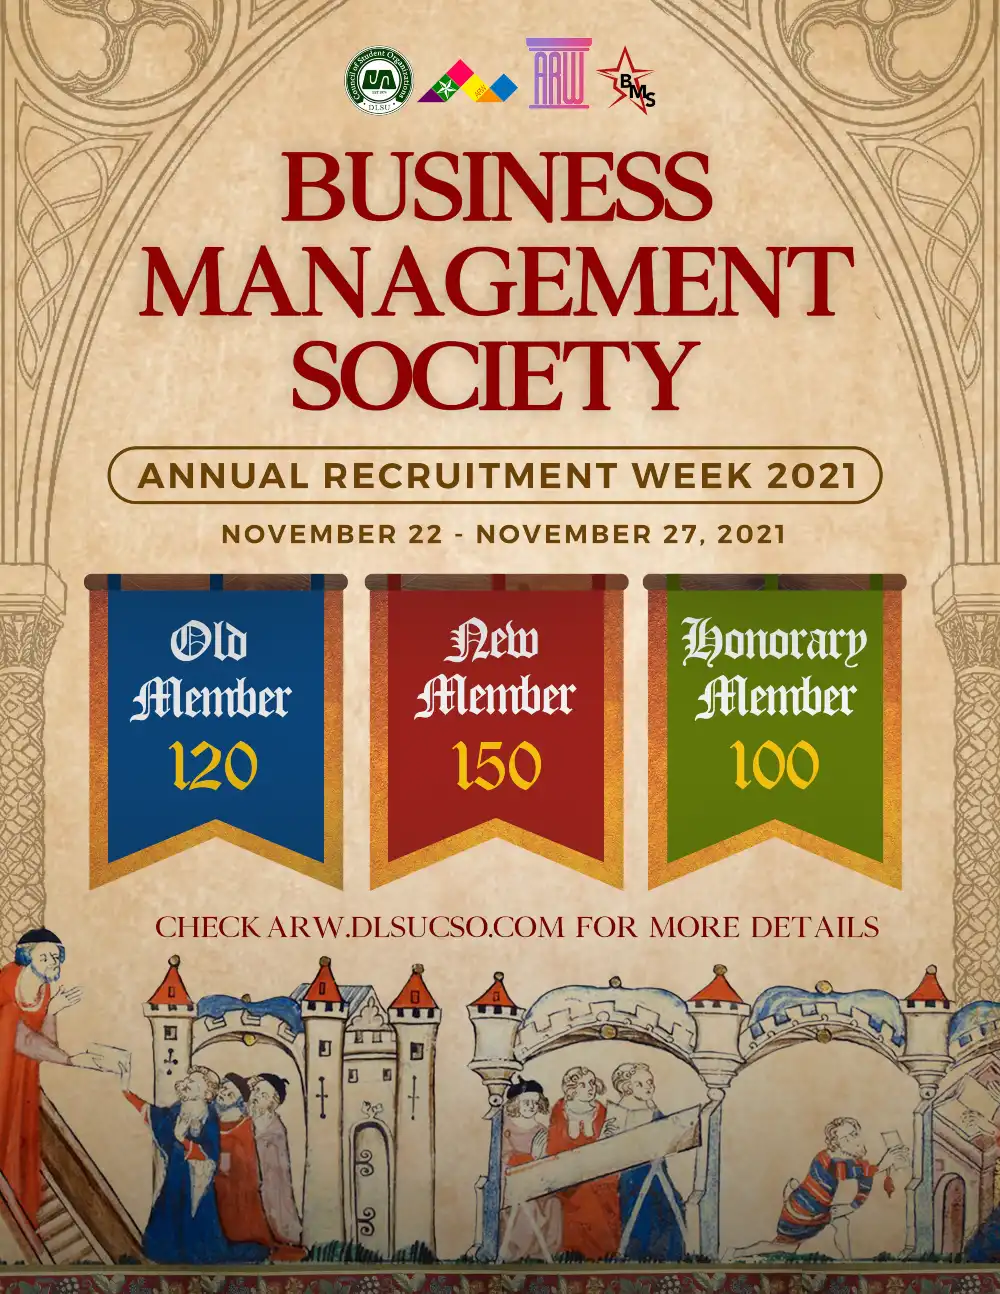 Council of Student Organizations
DLSU
ARW
BMS
BUSINESS
MANAGEMENT
SOCIETY
ANNUAL RECRUITMENT WEEK 2021
NOVEMBER 22 - NOVEMBER 27, 2021
Old
Member
120
New
Member
150
Honorary
Member
100
CHECK ARW.DLSUCSO.COM FOR MORE DETAILS